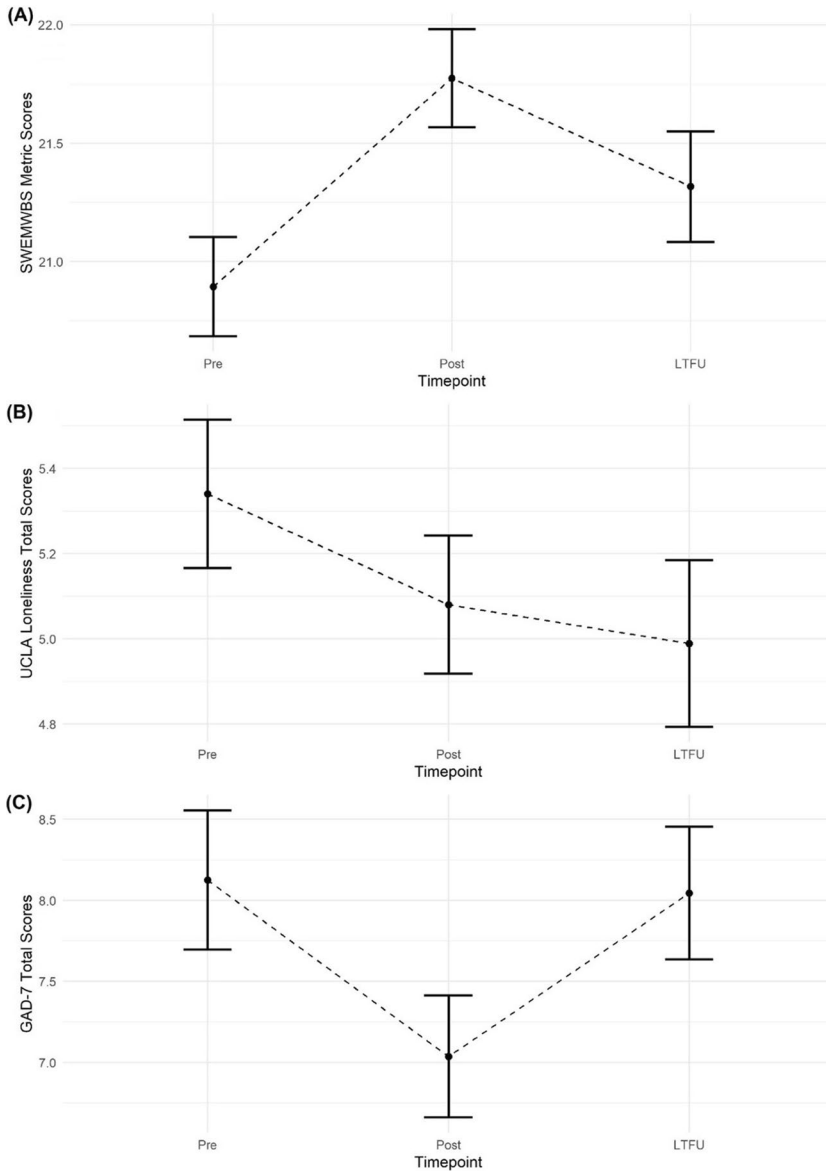 (A)
SWEMWBS Metric Scores
22.0
21.5
21.0
Pre Post LTFU
Timepoint
(B)
UCLA Loneliness Total Scores
5.4
5.2
5.0
4.8
Pre Post LTFU
Timepoint
(C)
GAD-7 Total Scores
8.5
8.0
7.5
7.0
Pre Post LTFU
Timepoint